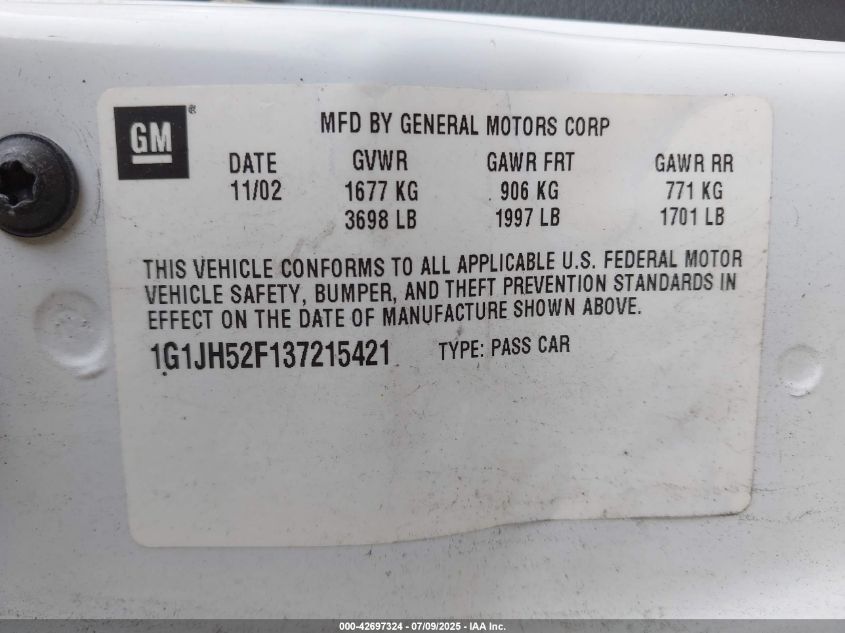 GM ®
MFD BY GENERAL MOTORS CORP
DATE GVWR GAWR FRT GAWR RR
11/02 1677 KG 906 KG 771 KG
3698 LB 1997 LB 1701 LB
THIS VEHICLE CONFORMS TO ALL APPLICABLE U.S. FEDERAL MOTOR
VEHICLE SAFETY, BUMPER, AND THEFT PREVENTION STANDARDS IN
EFFECT ON THE DATE OF MANUFACTURE SHOWN ABOVE.
1G1JH52F137215421 TYPE: PASS CAR
000-42697324 - 07/09/2025 - IAA Inc.